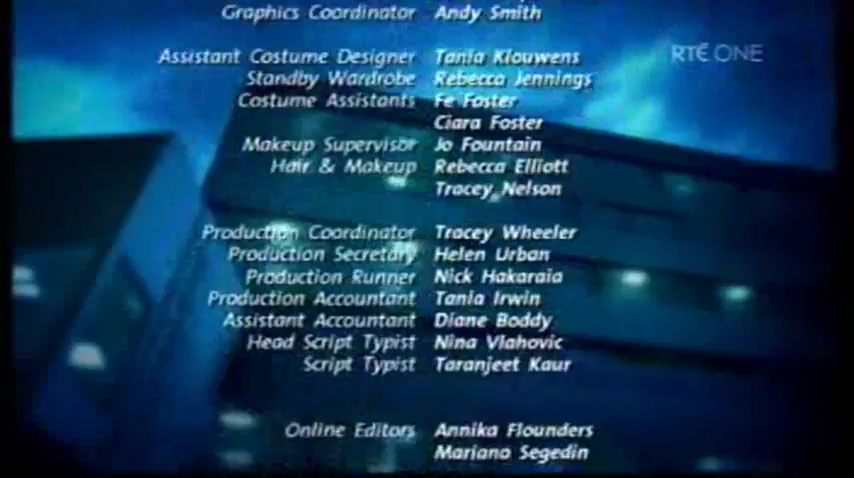 Graphics Coordinator Andy Smith
RTÉ ONE
Assistant Costume Designer Tania Klouwens
Standby Wardrobe Rebecca Jennings
Costume Assistants Fe Foster
Ciara Foster
Makeup Supervisor Jo Fountain
Hair & Makeup Rebecca Elliott
Tracey Nelson
Production Coordinator Tracey Wheeler
Production Secretary Helen Urban
Production Runner Nick Hakaraia
Production Accountant Tania Irwin
Assistant Accountant Diane Boddy
Head Script Typist Nina Vlahovic
Script Typist Taranjeet Kaur
Online Editors Annika Flounders
Mariano Segedin